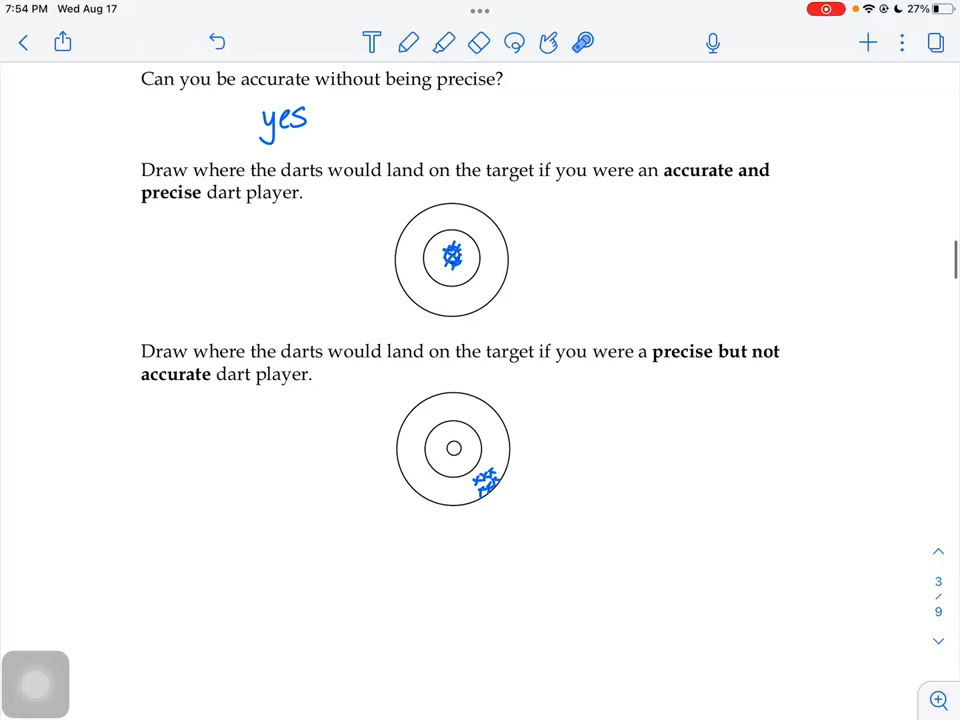 7:54 PM Wed Aug 17
27%
T
Can you be accurate without being precise?
yes
Draw where the darts would land on the target if you were an accurate and
precise dart player.
Draw where the darts would land on the target if you were a precise but not
accurate dart player.
3
/
9